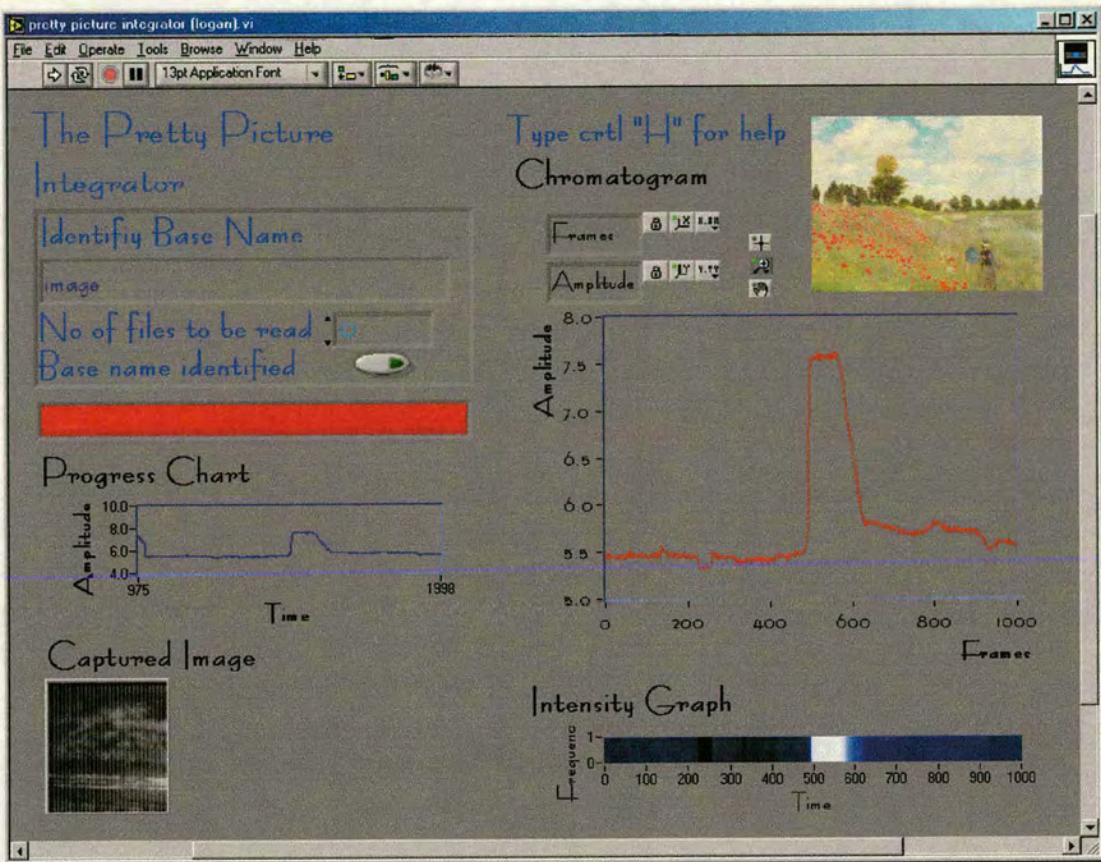 pretty picture integrator (logan).vi
File Edit Operate Tools Browse Window Help
13pt Application Font
The Pretty Picture
Integrator
Identifiy Base Name
image
No of files to be read
Base name identified
Progress Chart
Amplitude
10.0
8.0
6.0
4.0
975 1998
Time
Captured Image
Type crtl "H" for help
Chromatogram
Frames
Amplitude
Amplitude
8.0
7.5
7.0
6.5
6.0
5.5
5.0
0 200 400 600 800 1000
Frames
Intensity Graph
Frequenc
1
0
0 100 200 300 400 500 600 700 800 900 1000
Time